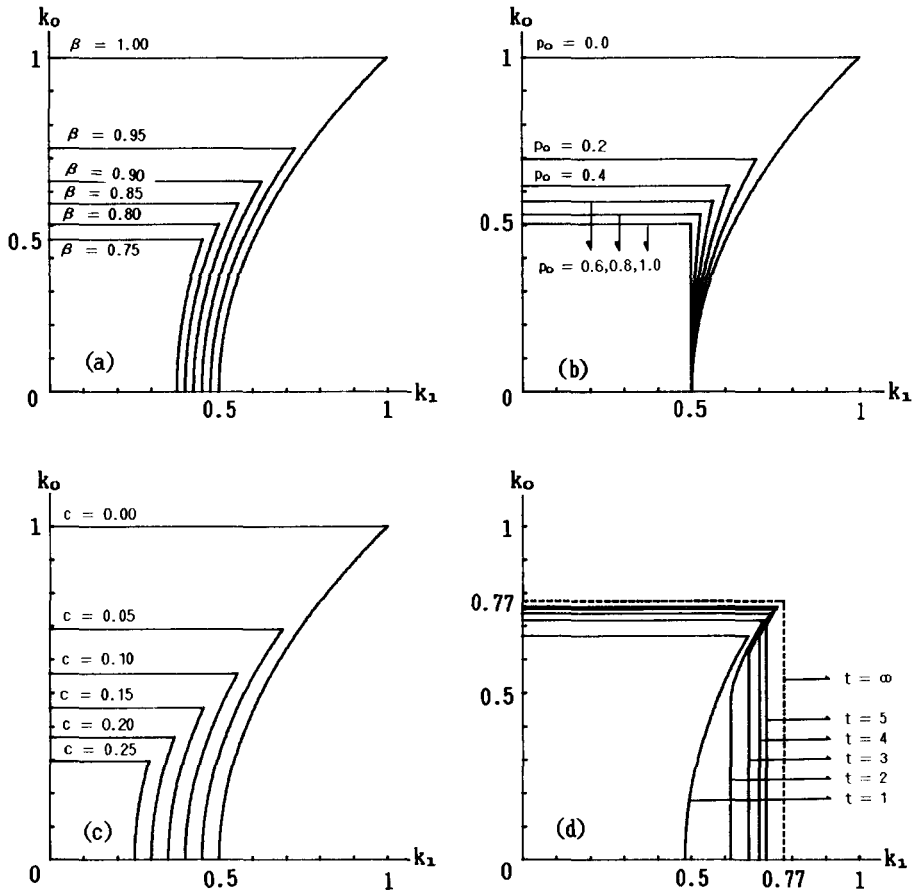 k₀
β = 1.00
1
β = 0.95
β = 0.90
β = 0.85
β = 0.80
0.5
β = 0.75
(a)
0
0.5
1
k₁
k₀
p₀ = 0.0
1
p₀ = 0.2
p₀ = 0.4
0.5
p₀ = 0.6,0.8,1.0
(b)
0
0.5
1
k₁
k₀
c = 0.00
1
c = 0.05
c = 0.10
c = 0.15
0.5
c = 0.20
c = 0.25
(c)
0
0.5
1
k₁
k₀
1
0.77
0.5
t = ∞
t = 5
t = 4
t = 3
t = 2
t = 1
(d)
0
0.5
0.77
1
k₁